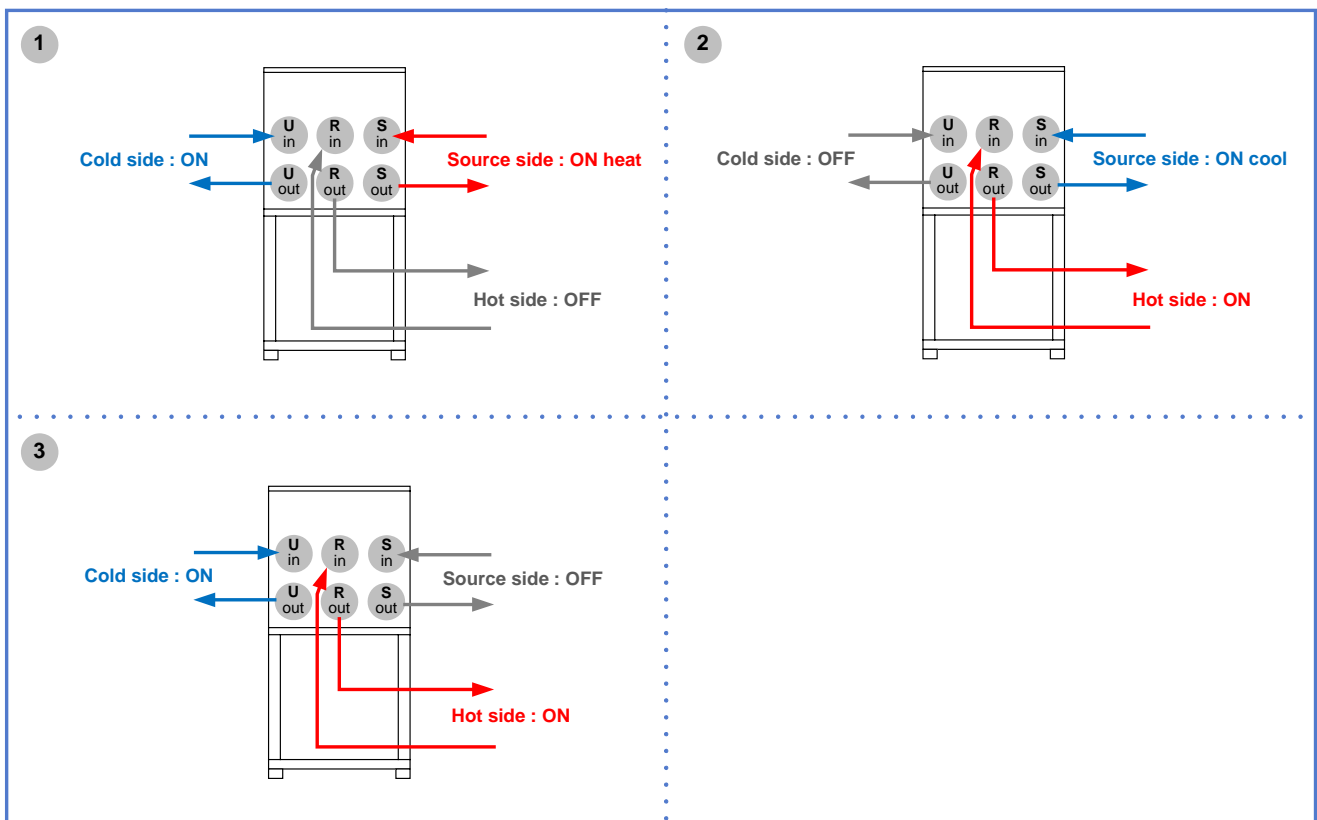 1
U in
R in
S in
Cold side : ON
Source side : ON heat
U out
R out
S out
Hot side : OFF
2
U in
R in
S in
Cold side : OFF
Source side : ON cool
U out
R out
S out
Hot side : ON
3
U in
R in
S in
Cold side : ON
Source side : OFF
U out
R out
S out
Hot side : ON